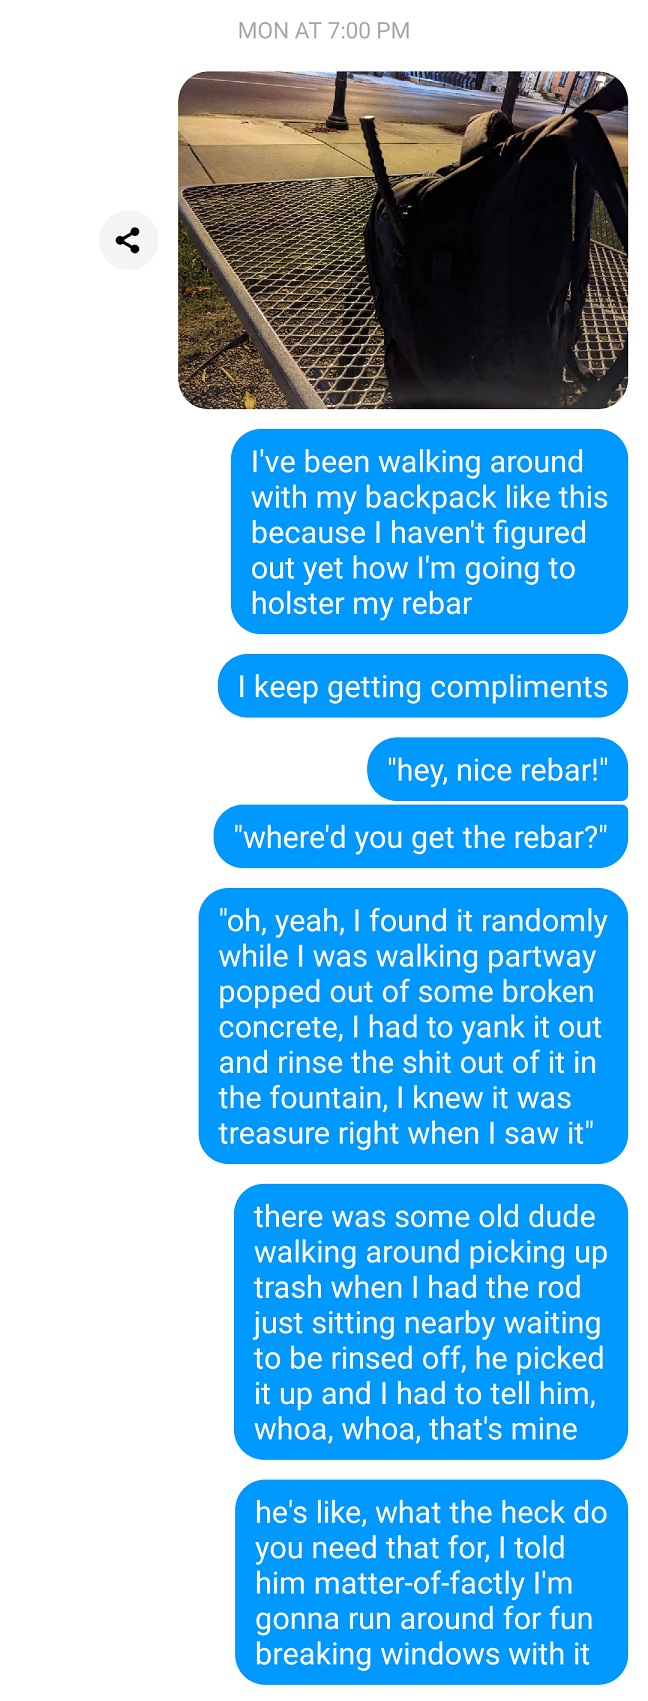 MON AT 7:00 PM
I've been walking around
with my backpack like this
because I haven't figured
out yet how I'm going to
holster my rebar
I keep getting compliments
"hey, nice rebar!"
"where'd you get the rebar?"
"oh, yeah, I found it randomly
while I was walking partway
popped out of some broken
concrete, I had to yank it out
and rinse the shit out of it in
the fountain, I knew it was
treasure right when I saw it"
there was some old dude
walking around picking up
trash when I had the rod
just sitting nearby waiting
to be rinsed off, he picked
it up and I had to tell him,
whoa, whoa, that's mine
he's like, what the heck do
you need that for, I told
him matter-of-factly I'm
gonna run around for fun
breaking windows with it